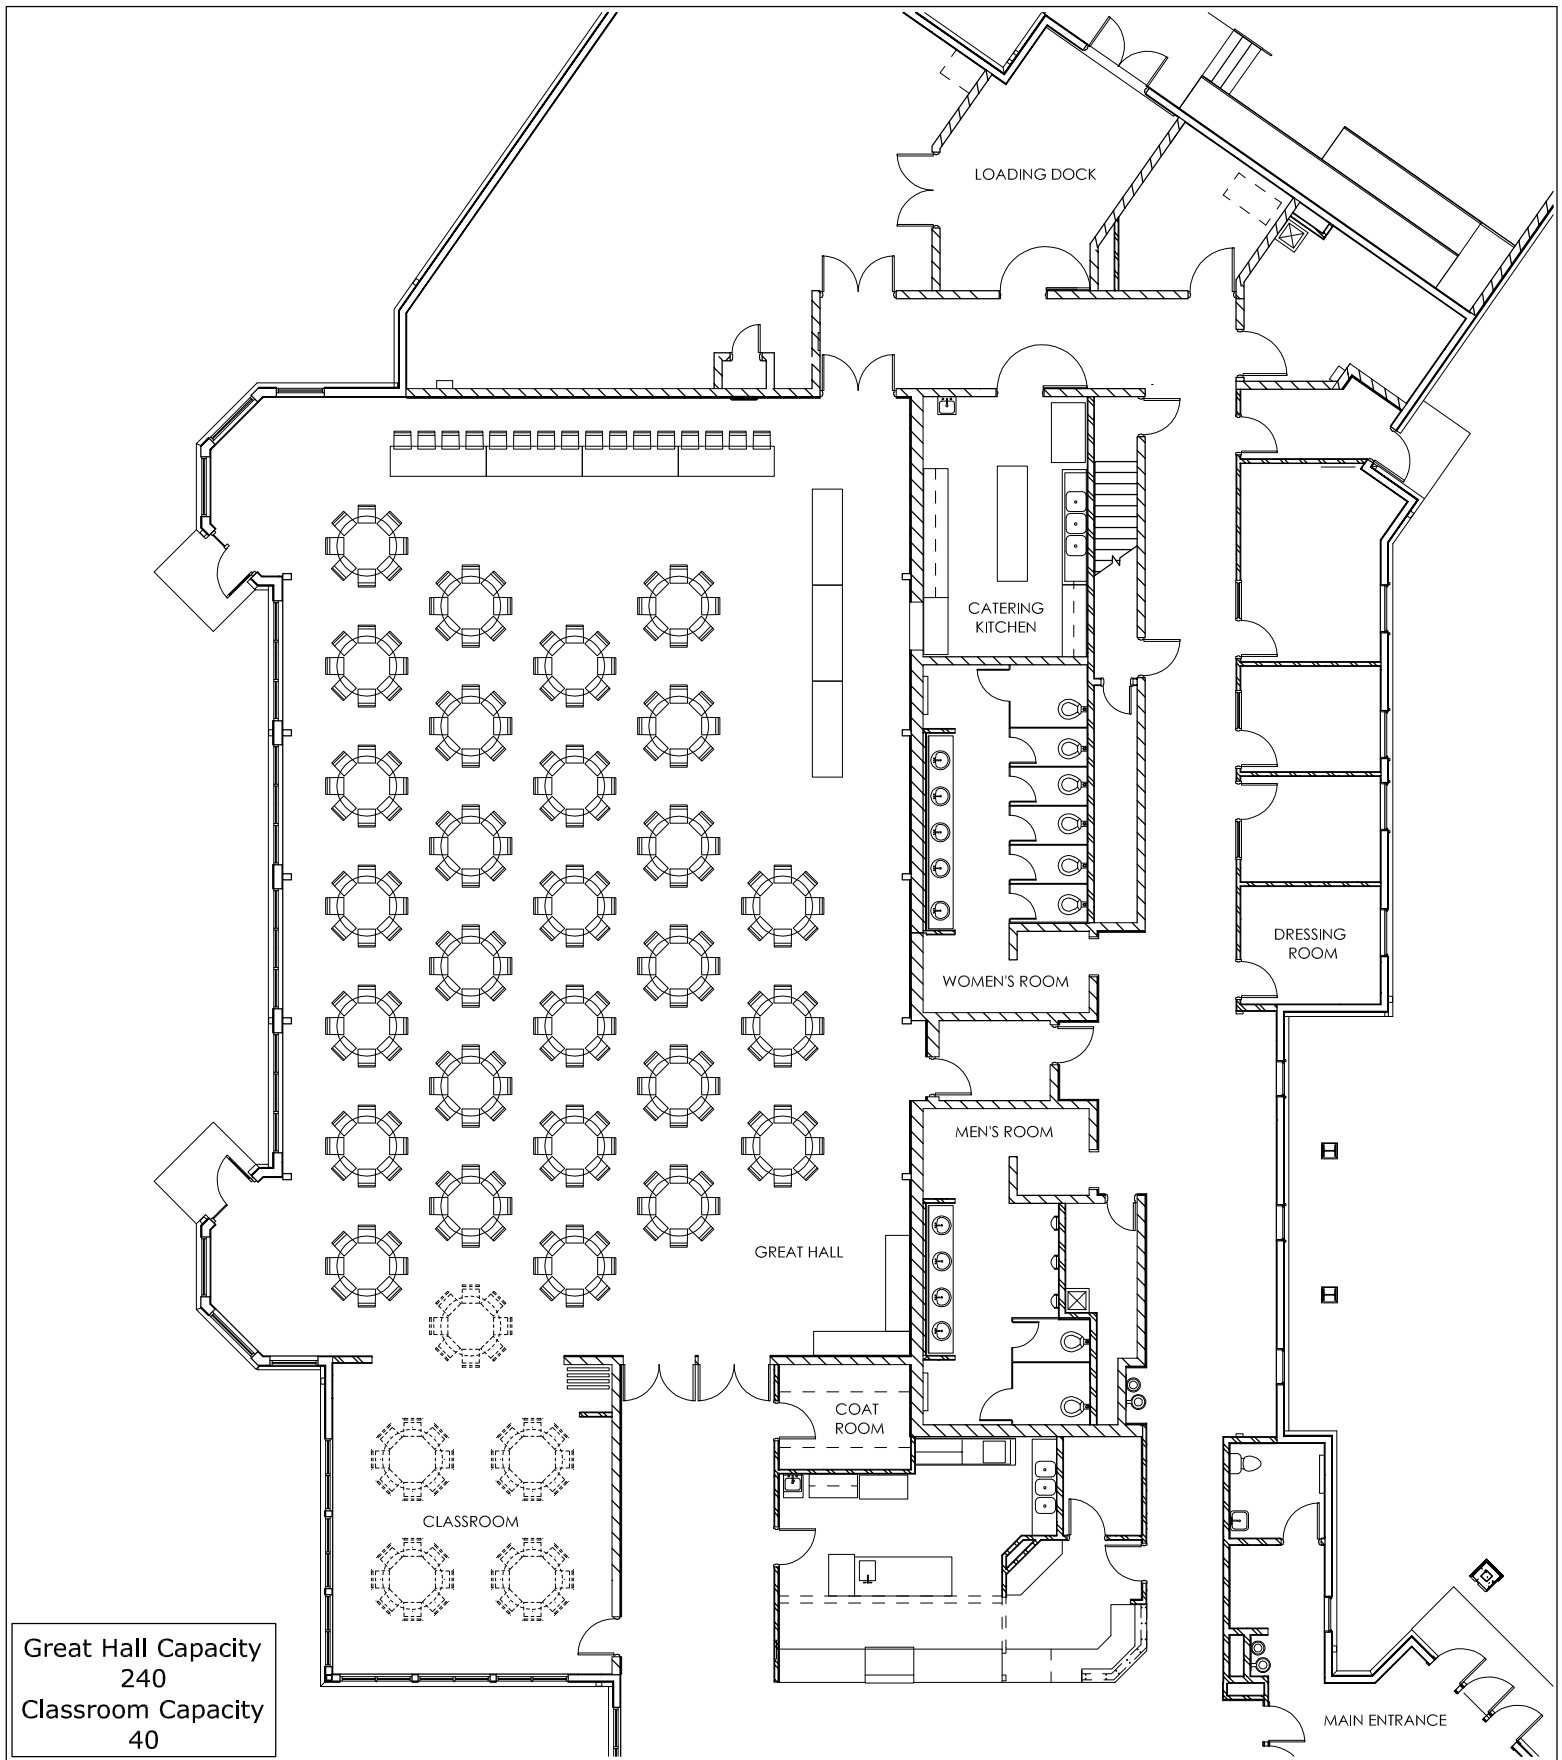 LOADING DOCK
CATERING
KITCHEN
DRESSING
ROOM
WOMEN'S ROOM
MEN'S ROOM
GREAT HALL
COAT
ROOM
CLASSROOM
Great Hall Capacity
240
Classroom Capacity
40
MAIN ENTRANCE